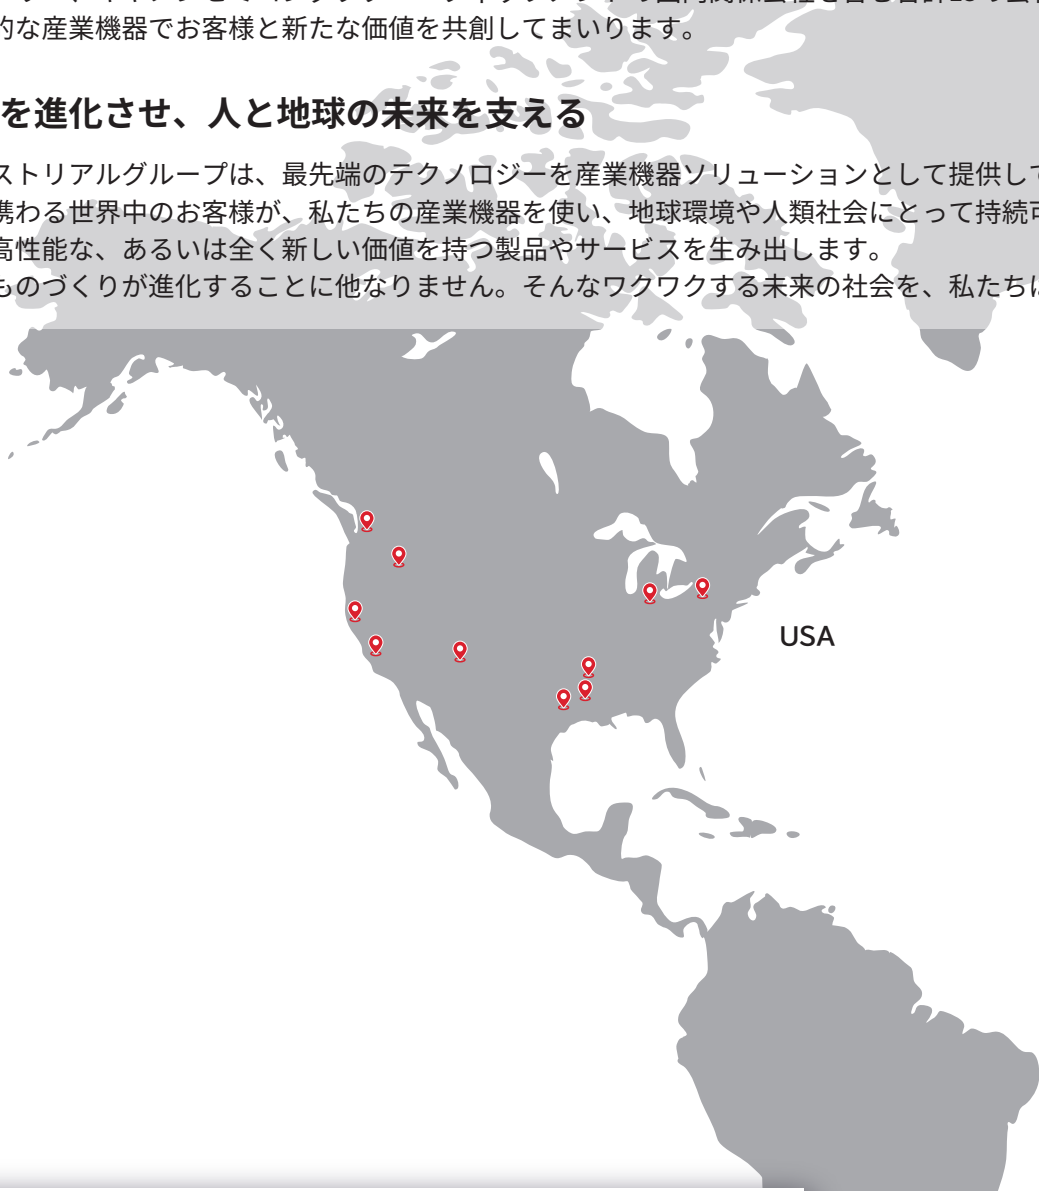 的な産業機器でお客様と新たな価値を共創してまいります。
を進化させ、人と地球の未来を支える
ストリアルグループは、最先端のテクノロジーを産業機器ソリューションとして提供して
携わる世界中のお客様が、私たちの産業機器を使い、地球環境や人類社会にとって持続可
高性能な、あるいは全く新しい価値を持つ製品やサービスを生み出します。
ものづくりが進化することに他なりません。そんなワクワクする未来の社会を、私たちは
USA